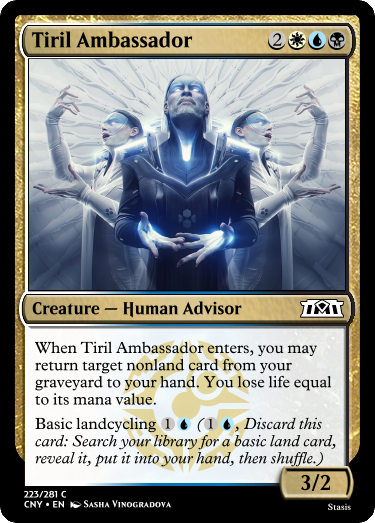 Tiril Ambassador 2
Creature — Human Advisor
When Tiril Ambassador enters, you may
return target nonland card from your
graveyard to your hand. You lose life equal
to its mana value.
Basic landcycling 1 (1 , Discard this
card: Search your library for a basic land card,
reveal it, put it into your hand, then shuffle.)
3/2
223/281 C
CNY • EN Sasha Vinogradova
Stasis